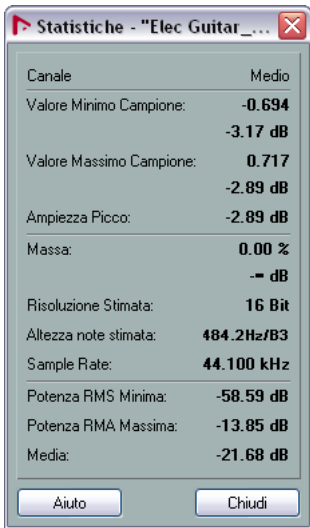 Statistiche - "Elec Guitar_...
Canale Medio
Valore Minimo Campione: -0.694
-3.17 dB
Valore Massimo Campione: 0.717
-2.89 dB
Ampiezza Picco: -2.89 dB
Massa: 0.00 %
-∞ dB
Risoluzione Stimata: 16 Bit
Altezza note stimata: 484.2Hz/B3
Sample Rate: 44.100 kHz
Potenza RMS Minima: -58.59 dB
Potenza RMA Massima: -13.85 dB
Media: -21.68 dB
Aiuto Chiudi